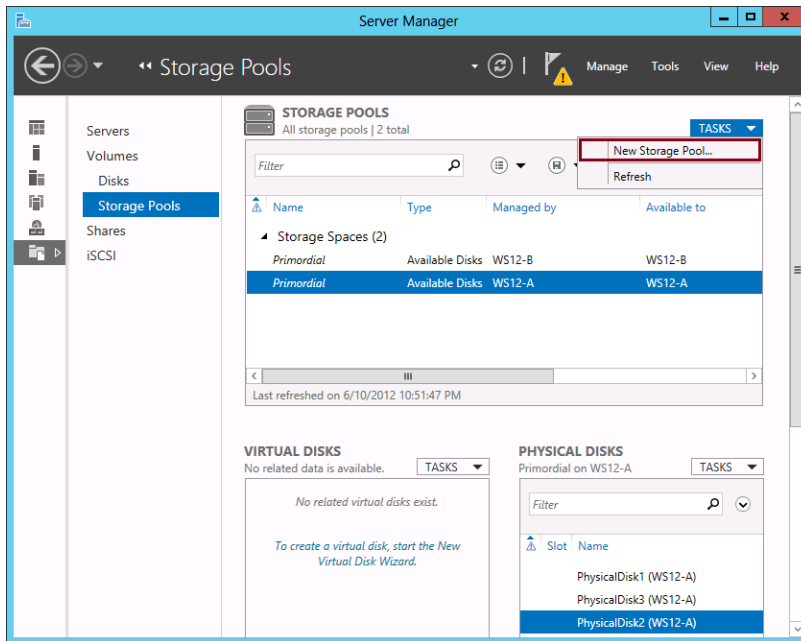 Server Manager
Storage Pools
Manage Tools View Help
Servers
Volumes
Disks
Storage Pools
Shares
iSCSI
STORAGE POOLS
All storage pools | 2 total
TASKS
New Storage Pool...
Refresh
Filter
Name Type Managed by Available to
Storage Spaces (2)
Primordial Available Disks WS12-B WS12-B
Primordial Available Disks WS12-A WS12-A
Last refreshed on 6/10/2012 10:51:47 PM
VIRTUAL DISKS
No related data is available.
TASKS
No related virtual disks exist.
To create a virtual disk, start the New
Virtual Disk Wizard.
PHYSICAL DISKS
Primordial on WS12-A
TASKS
Filter
Slot Name
PhysicalDisk1 (WS12-A)
PhysicalDisk3 (WS12-A)
PhysicalDisk2 (WS12-A)